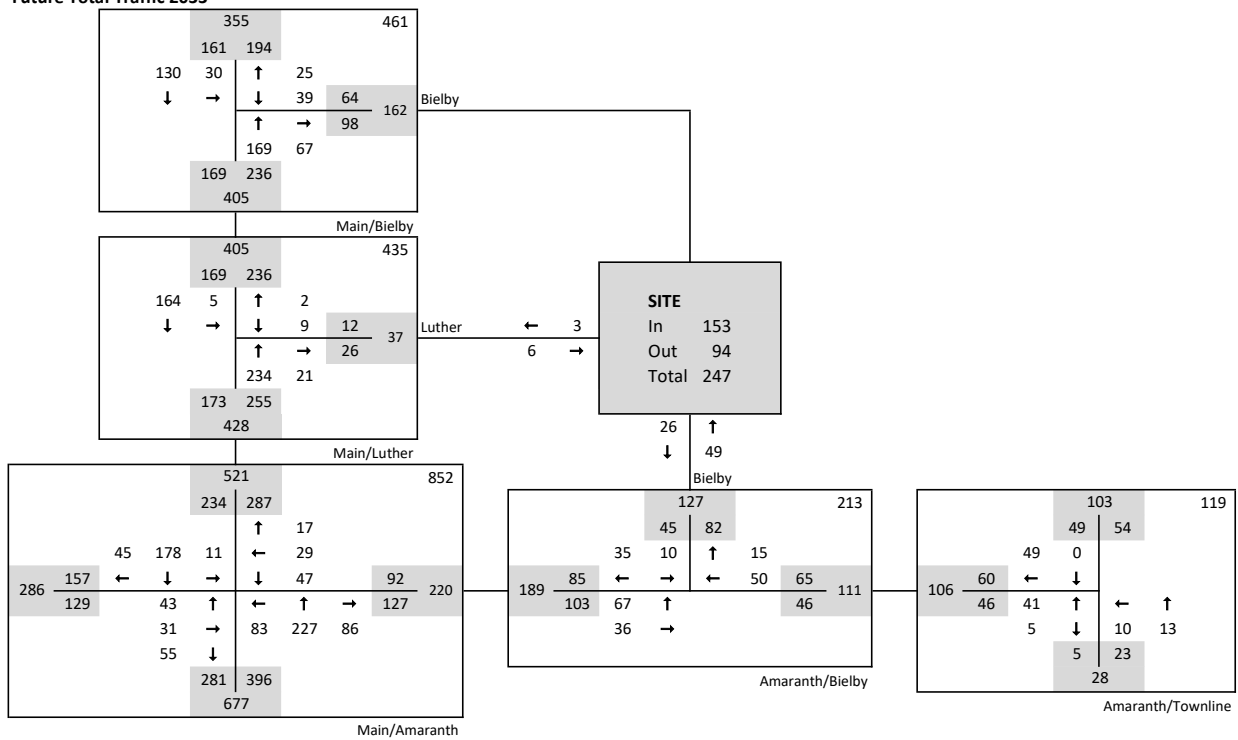 Future Total Traffic
355 461
161 194
130 30 ↑ 25
↓ → ↓ 39 64 162 Bielby
↑ → 98
169 67
169 236
405
Main/Bielby
405 435
169 236
164 5 ↑ 2
↓ → ↓ 9 12 37 Luther
↑ → 26
234 21
173 255
428
Main/Luther
← 3
6 →
SITE
In 153
Out 94
Total 247
26 ↑
↓ 49
Bielby
521 852
234 287
↑ 17
45 178 11 ← 29
286 157 ← ↓ → ↓ 47 92 220
129 43 ↑ ← ↑ → 127
31 → 83 227 86
55 ↓
281 396
677
Main/Amaranth
127 213
45 82
35 10 ↑ 15
189 85 ← → ← 50 65 111
103 67 ↑ 46
36 →
Amaranth/Bielby
103 119
49 54
49 0
106 60 ← ↓
46 41 ↑ ← ↑
5 ↓ 10 13
5 23
28
Amaranth/Townline